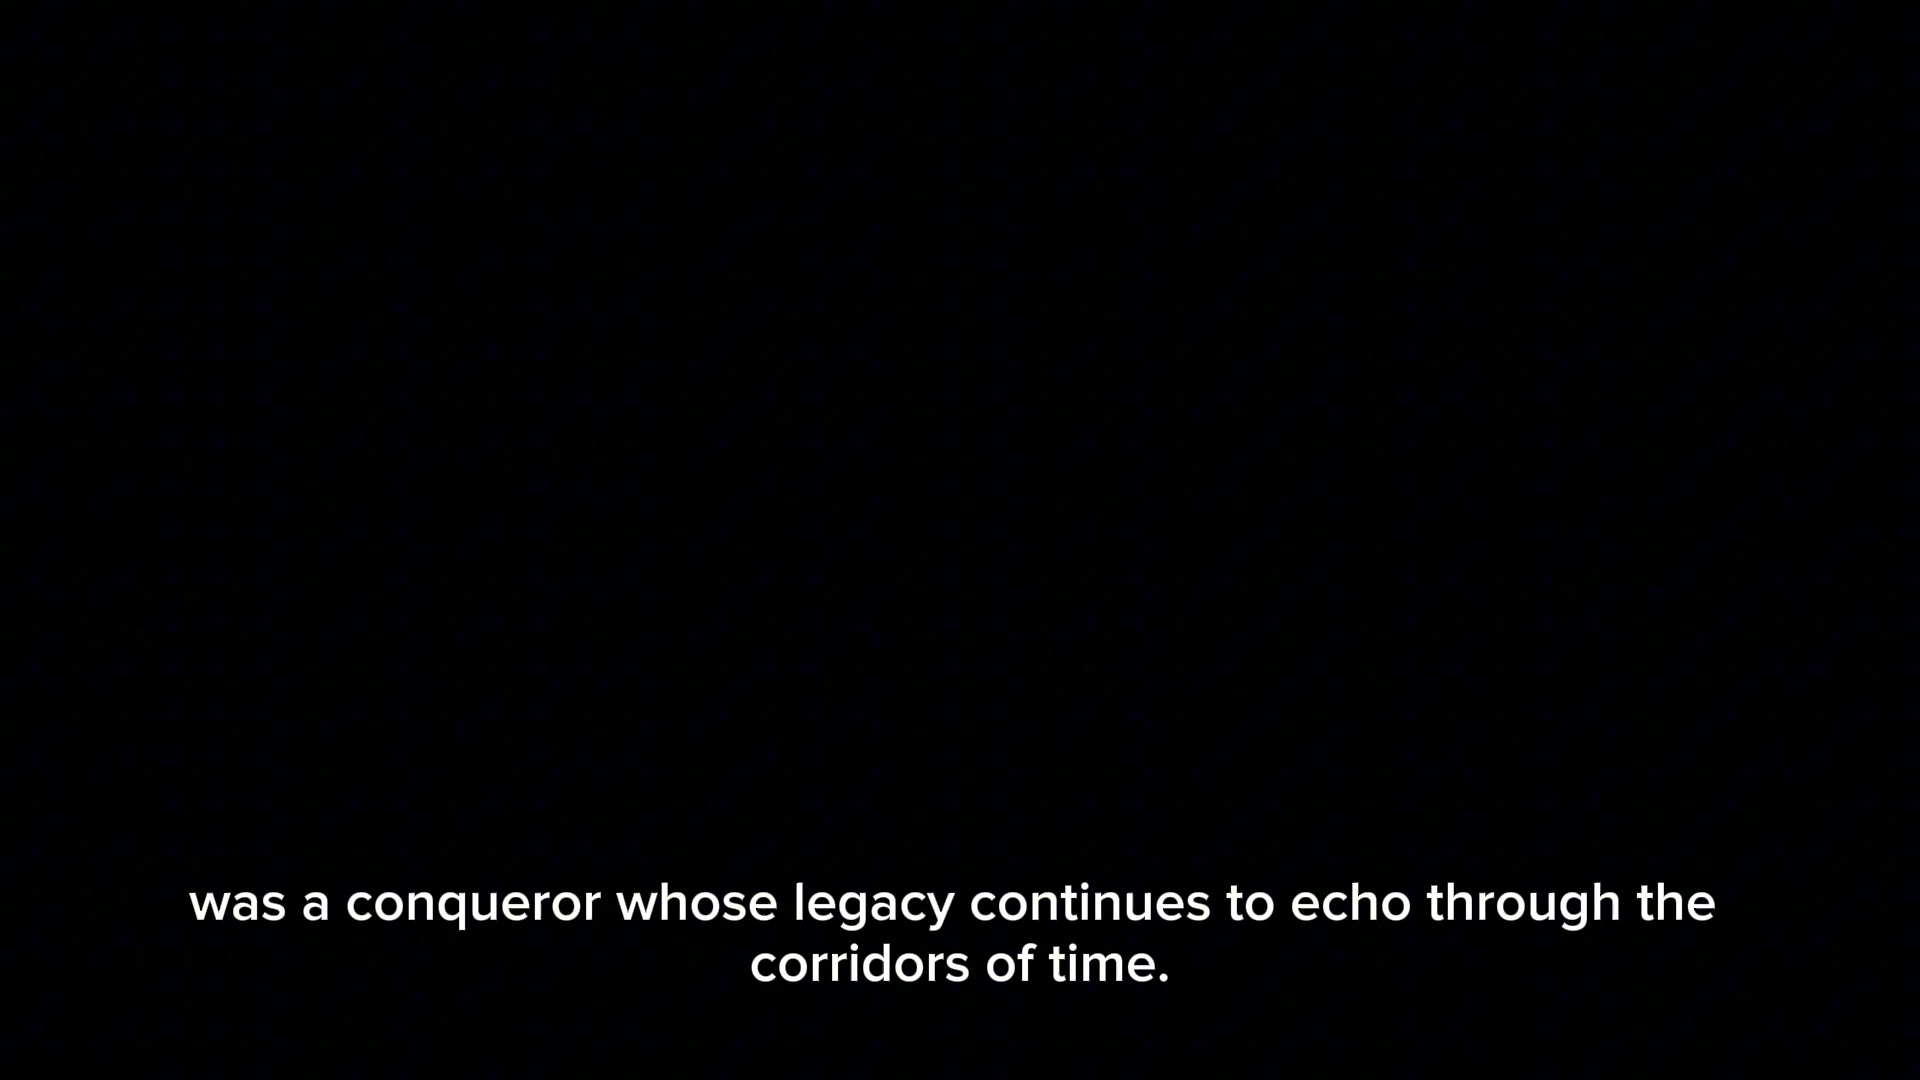 was a conqueror whose legacy continues to echo through the
corridors of time.